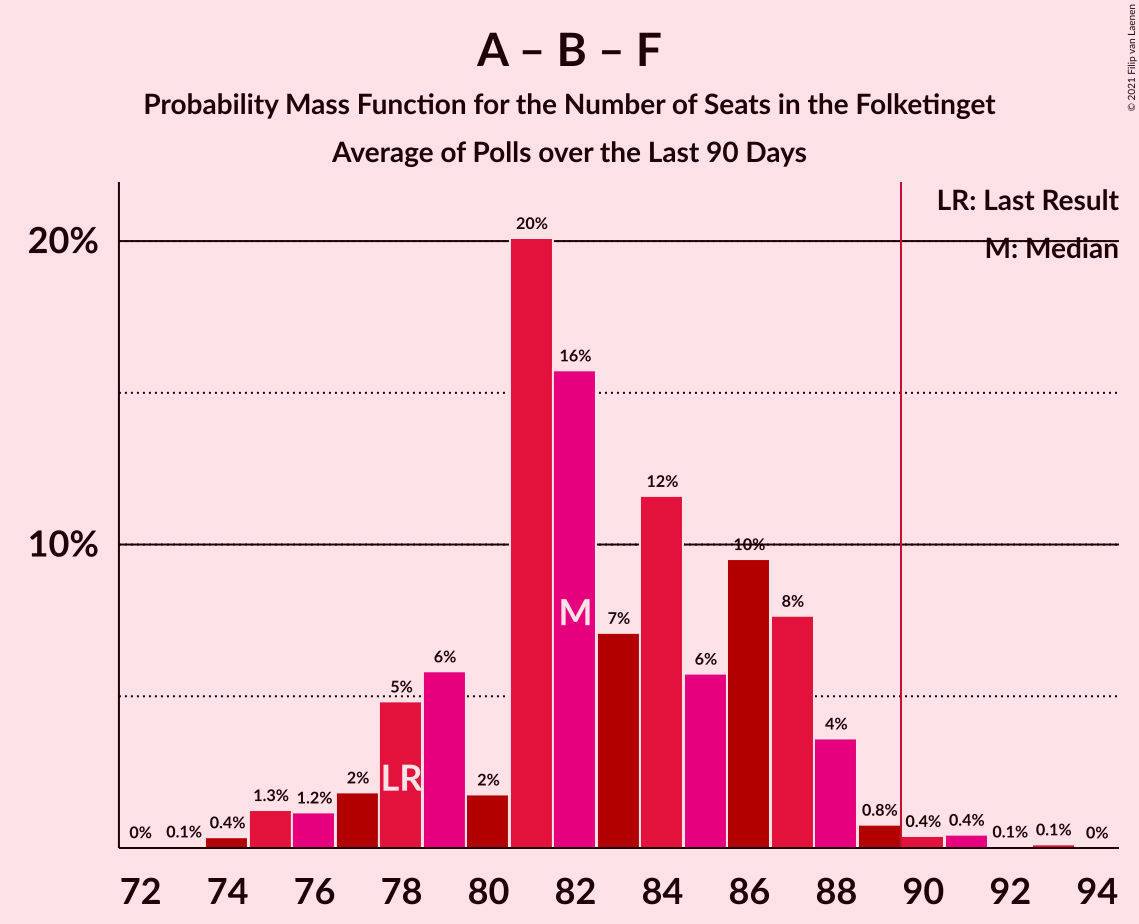 A – B – F
Probability Mass Function for the Number of Seats in the Folketinget
Average of Polls over the Last 90 Days
© 2021 Filip van Laenen
LR: Last Result
M: Median
20%
10%
0%
0.1%
0.4%
1.3%
1.2%
2%
5%
6%
2%
20%
16%
7%
12%
6%
10%
8%
4%
0.8%
0.4%
0.4%
0.1%
0.1%
0%
LR
M
72 74 76 78 80 82 84 86 88 90 92 94